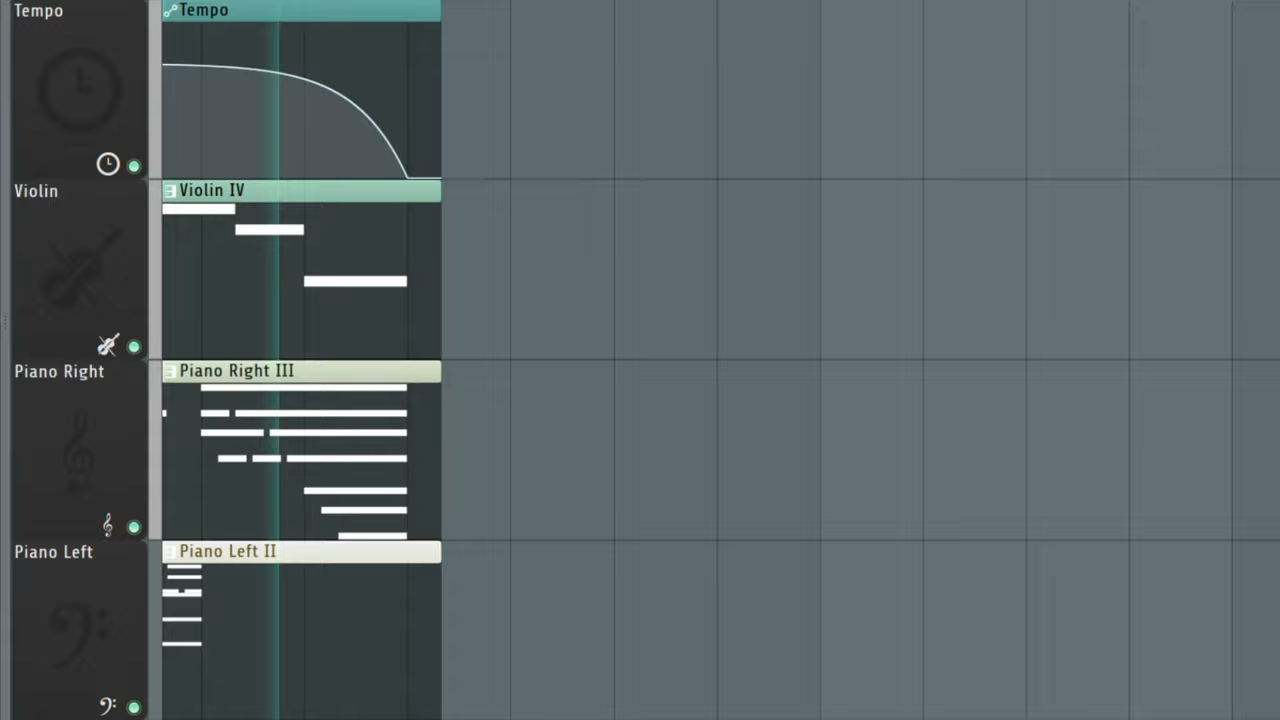 Tempo
Tempo
Violin
Violin IV
Piano Right
Piano Right III
Piano Left
Piano Left II